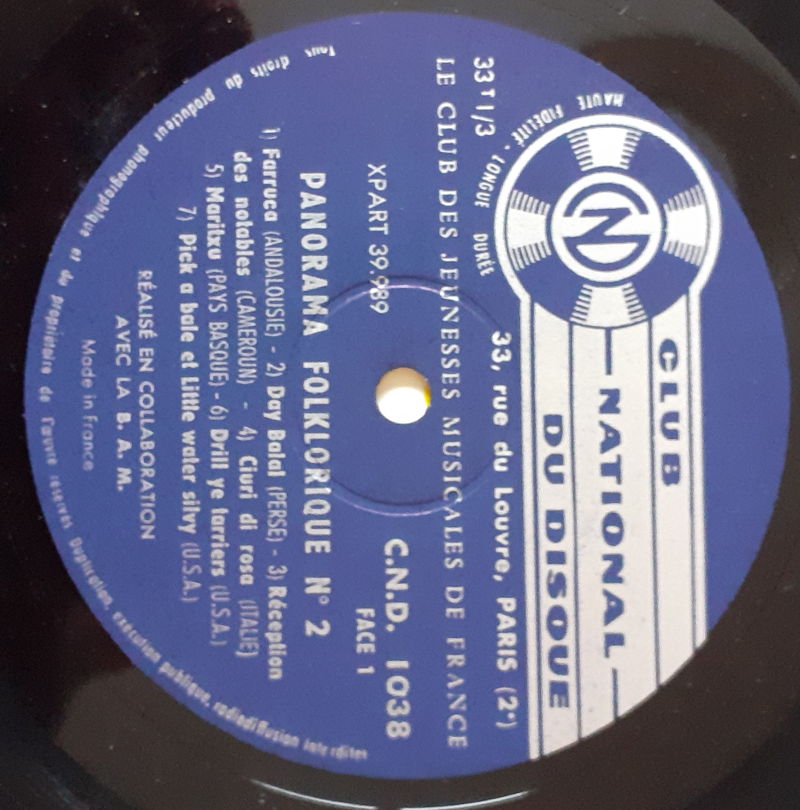 CLUB
NATIONAL
DU DISQUE
HAUTE FIDÉLITÉ · LONGUE DURÉE
33, rue du Louvre, PARIS (2e)
33 T 1/3
LE CLUB DES JEUNESSES MUSICALES DE FRANCE
C.N.D. 1038
XPART 39.989
FACE 1
PANORAMA FOLKLORIQUE N° 2
1) Farruca (ANDALOUSIE) - 2) Day Balal (PERSE) - 3) Réception
des notables (CAMEROUN) - 4) Ciuri di rosa (ITALIE)
5) Maritxu (PAYS BASQUE) - 6) Drill ye tarriers (U.S.A.)
7) Pick a bale et Little water silvy (U.S.A.)
RÉALISÉ EN COLLABORATION
AVEC LA B. A. M.
Made in France
Tous droits du producteur phonographique et du propriétaire de l'œuvre réservés Duplication, exécution publique, radiodiffusion interdites